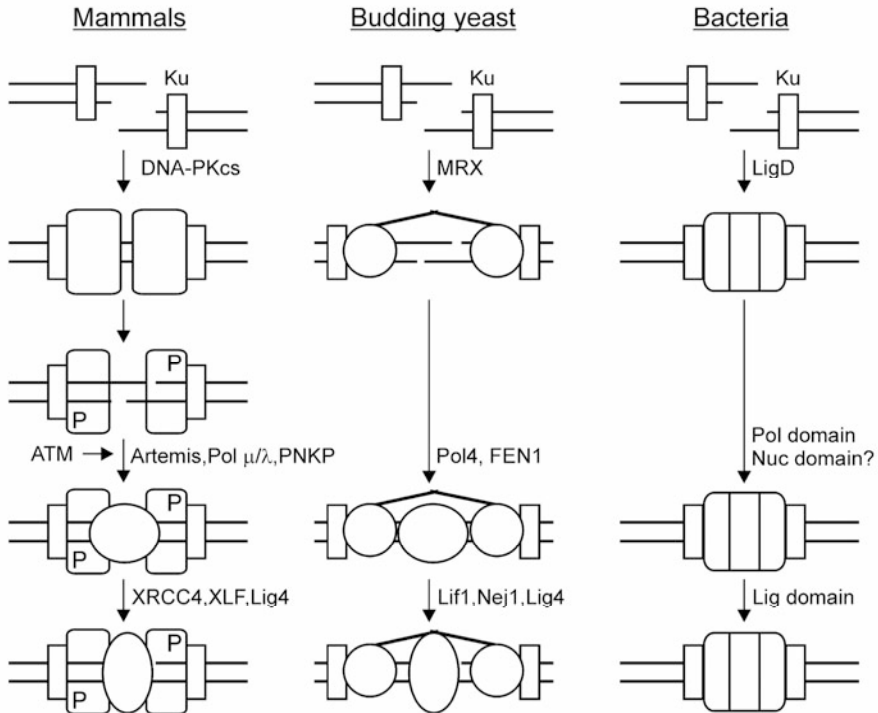 Mammals Budding yeast Bacteria
Ku Ku Ku
DNA-PKcs MRX LigD
P
P
ATM Artemis,Pol μ/λ,PNKP Pol4, FEN1 Pol domain
Nuc domain?
P
P
XRCC4,XLF,Lig4 Lif1,Nej1,Lig4 Lig domain
P
P